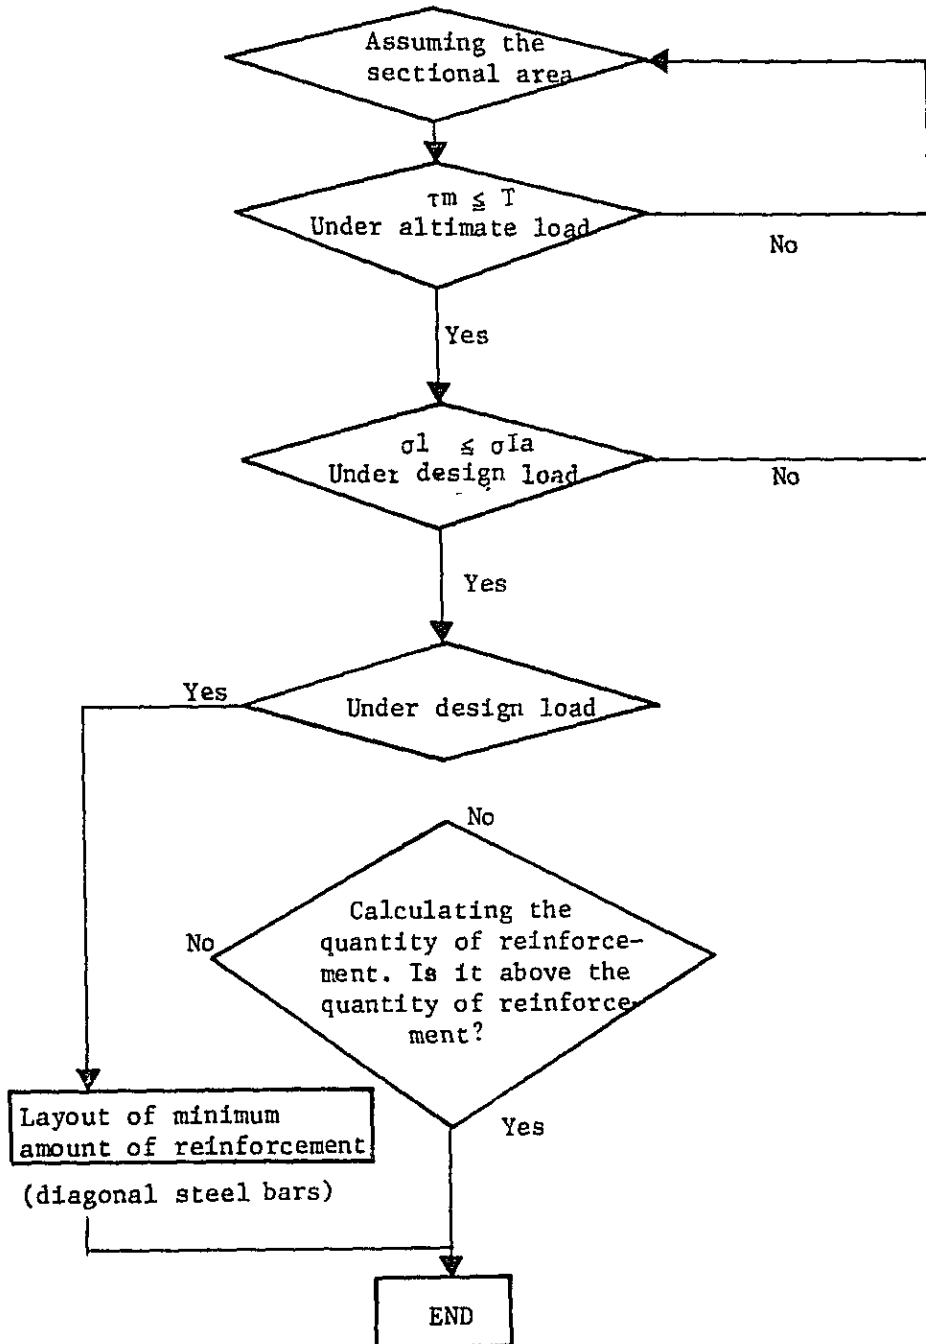 Assuming the
sectional area
τm ≦ T
Under altimate load
No
Yes
σl ≦ σIa
Under design load
No
Yes
Yes
Under design load
No
No
Calculating the
quantity of reinforce-
ment. Is it above the
quantity of reinforce-
ment?
Yes
Layout of minimum
amount of reinforcement
(diagonal steel bars)
END